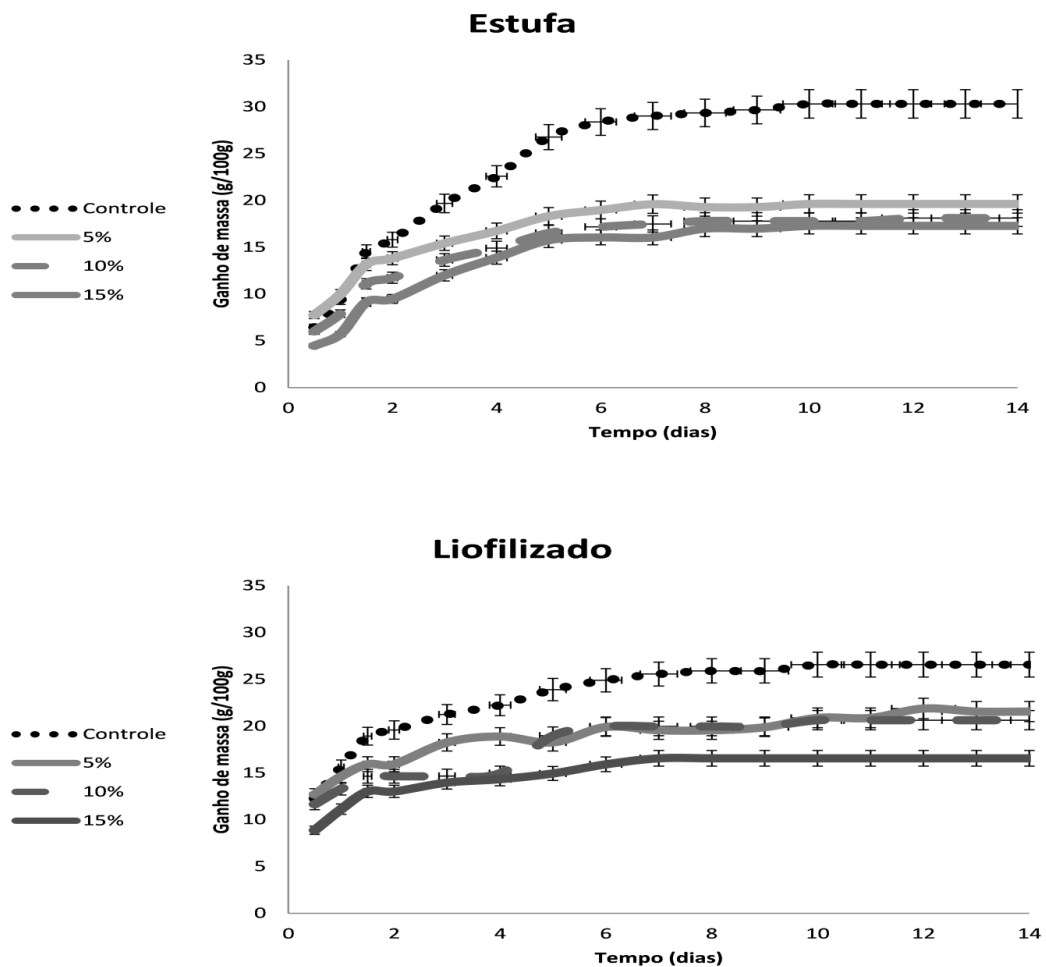 Estufa
Controle
5%
10%
15%
Ganho de massa (g/100g)
35
30
25
20
15
10
5
0
0 2 4 6 8 10 12 14
Tempo (dias)
Liofilizado
Controle
5%
10%
15%
Ganho de massa (g/100g)
35
30
25
20
15
10
5
0
0 2 4 6 8 10 12 14
Tempo (dias)